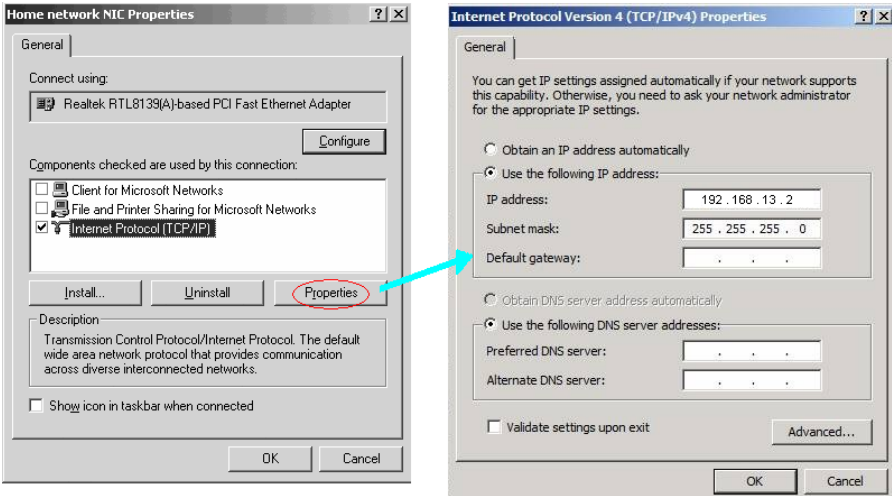 Home network NIC Properties
General
Connect using:
Realtek RTL8139(A)-based PCI Fast Ethernet Adapter
Configure
Components checked are used by this connection:
Client for Microsoft Networks
File and Printer Sharing for Microsoft Networks
Internet Protocol (TCP/IP)
Install...
Uninstall
Properties
Description
Transmission Control Protocol/Internet Protocol. The default
wide area network protocol that provides communication
across diverse interconnected networks.
Show icon in taskbar when connected
OK
Cancel
Internet Protocol Version 4 (TCP/IPv4) Properties
General
You can get IP settings assigned automatically if your network supports
this capability. Otherwise, you need to ask your network administrator
for the appropriate IP settings.
Obtain an IP address automatically
Use the following IP address:
IP address: 192 . 168 . 13 . 2
Subnet mask: 255 . 255 . 255 . 0
Default gateway: . . .
Obtain DNS server address automatically
Use the following DNS server addresses:
Preferred DNS server: . . .
Alternate DNS server: . . .
Validate settings upon exit
Advanced...
OK
Cancel